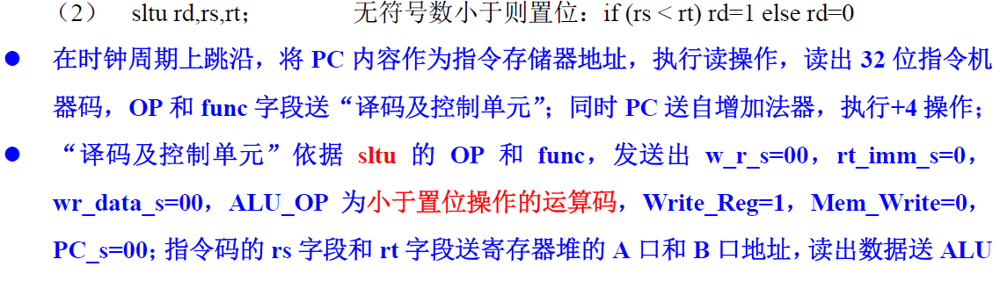 （2） sltu rd,rs,rt； 无符号数小于则置位：if (rs < rt) rd=1 else rd=0
● 在时钟周期上跳沿，将 PC 内容作为指令存储器地址，执行读操作，读出 32 位指令机
器码，OP 和 func 字段送“译码及控制单元”；同时 PC 送自增加法器，执行+4 操作；
● “译码及控制单元”依据 sltu 的 OP 和 func，发送出 w_r_s=00，rt_imm_s=0，
wr_data_s=00，ALU_OP 为小于置位操作的运算码，Write_Reg=1，Mem_Write=0，
PC_s=00；指令码的 rs 字段和 rt 字段送寄存器堆的 A 口和 B 口地址，读出数据送 ALU